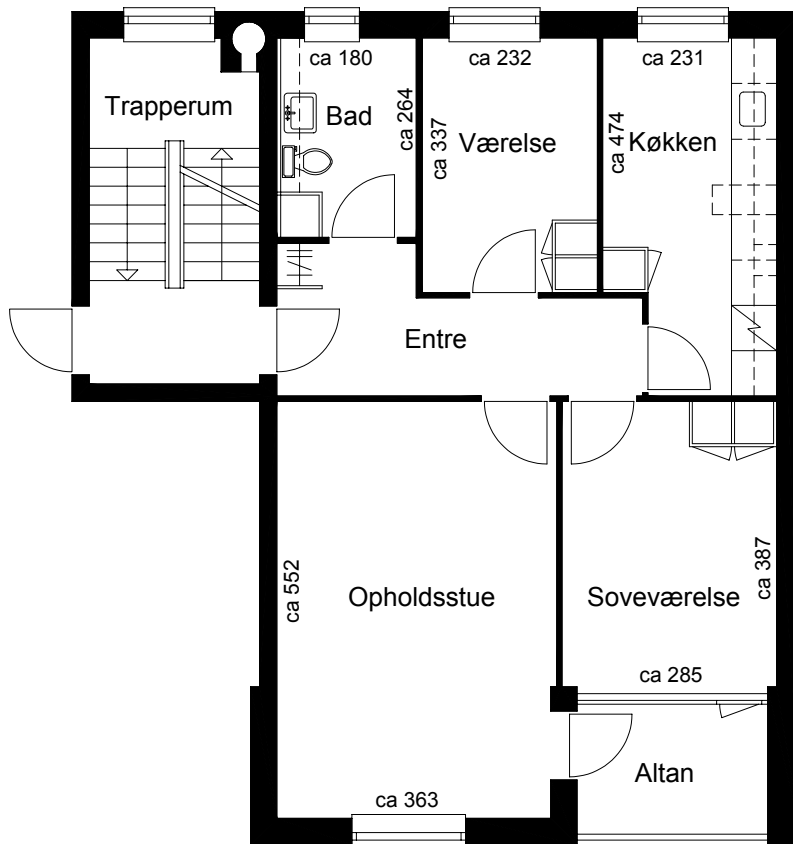 ca 180
ca 232
ca 231
Trapperum
Bad
ca 264
ca 337
Værelse
ca 474
Køkken
Entre
ca 552
Opholdsstue
Soveværelse
ca 387
ca 285
Altan
ca 363